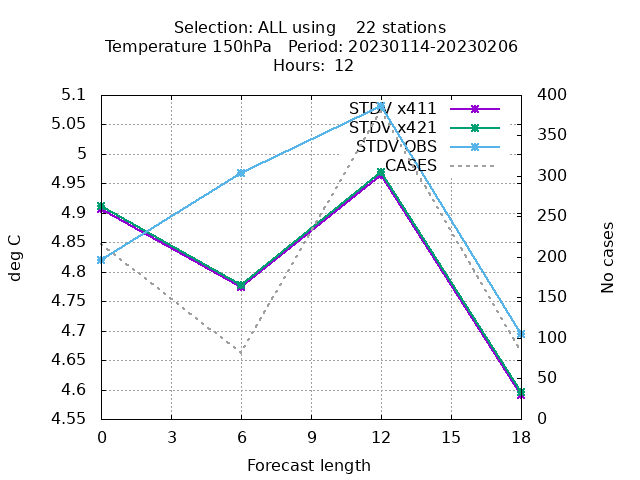 Selection: ALL using    22 stations
Temperature 150hPa   Period: 20230114-20230206
Hours: 12
STDV x411
STDV x421
STDV OBS
CASES
deg C
5.1
5.05
5
4.95
4.9
4.85
4.8
4.75
4.7
4.65
4.6
4.55
400
350
300
250
200
150
100
50
0
No cases
0 3 6 9 12 15 18
Forecast length